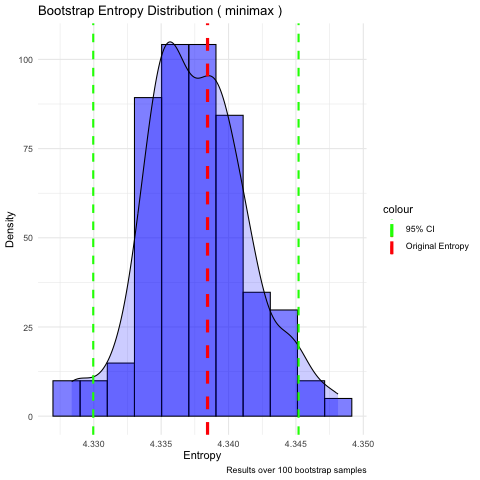 Bootstrap Entropy Distribution ( minimax )
100
75
50
25
0
Density
4.330
4.335
4.340
4.345
4.350
Entropy
Results over 100 bootstrap samples
colour
95% CI
Original Entropy